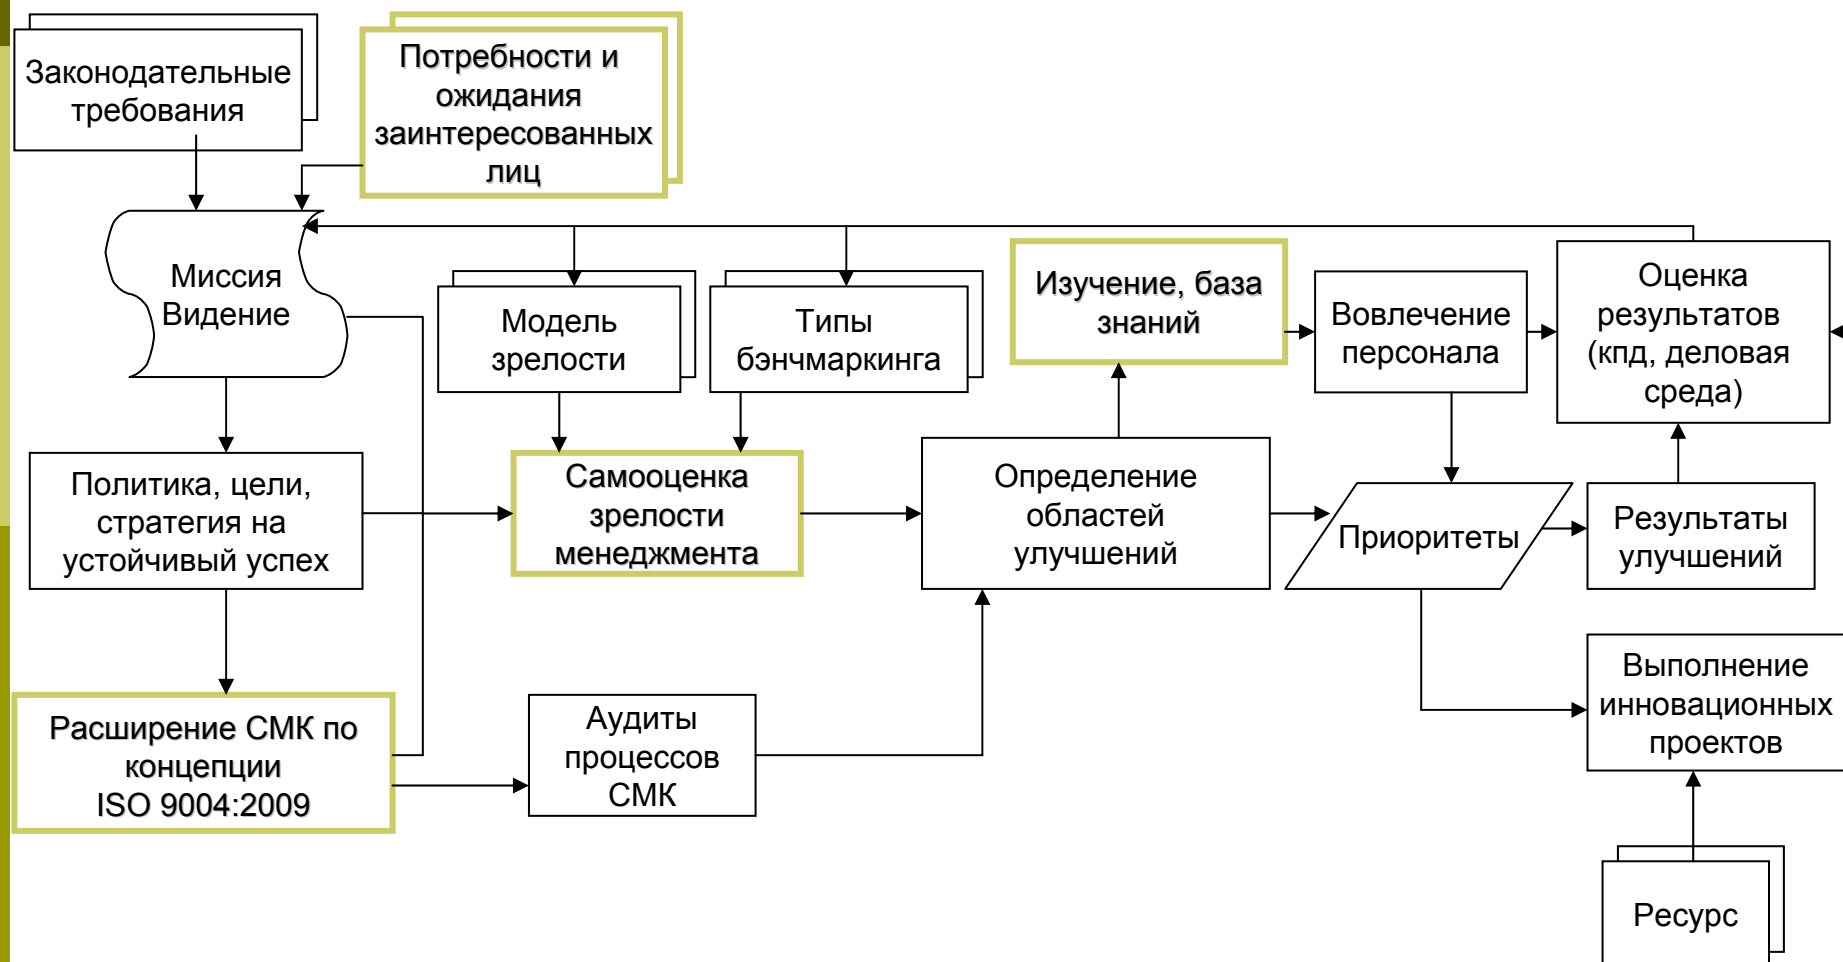 Законодательные
требования
Потребности и
ожидания
заинтересованных
лиц
Миссия
Видение
Модель
зрелости
Типы
бэнчмаркинга
Изучение, база
знаний
Вовлечение
персонала
Оценка
результатов
(кпд, деловая
среда)
Политика, цели,
стратегия на
устойчивый успех
Самооценка
зрелости
менеджмента
Определение
областей
улучшений
Приоритеты
Результаты
улучшений
Расширение СМК по
концепции
ISO 9004:2009
Аудиты
процессов
СМК
Выполнение
инновационных
проектов
Ресурс